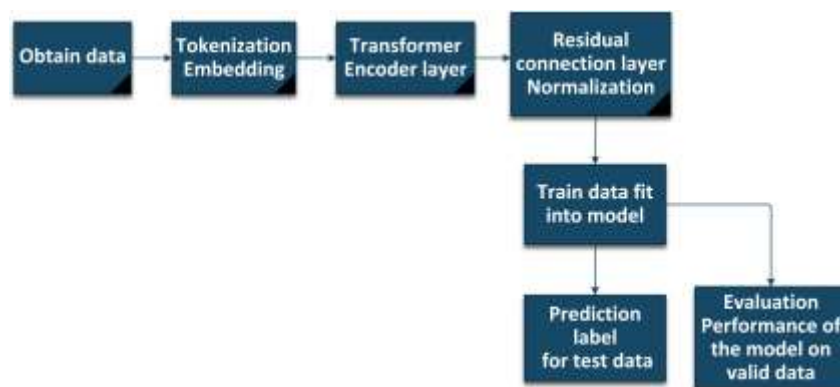 Obtain data
Tokenization
Embedding
Transformer
Encoder layer
Residual
connection layer
Normalization
Train data fit
into model
Prediction
label
for test data
Evaluation
Performance of
the model on
valid data